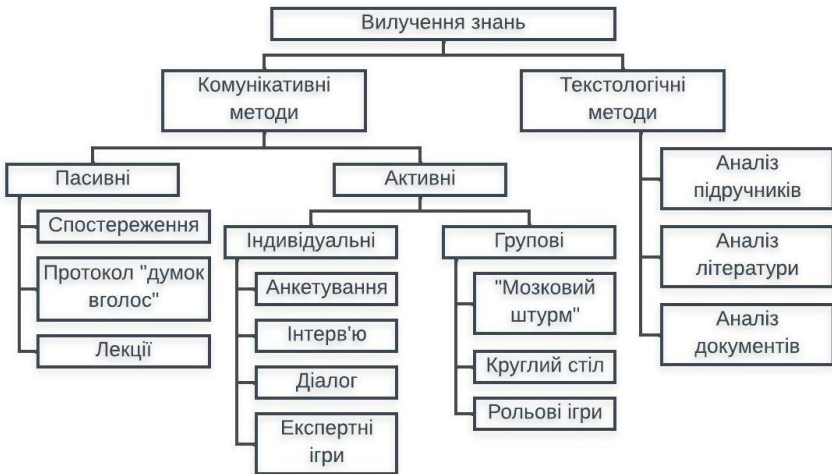 Вилучення знань
Комунікативні
методи
Текстологічні
методи
Пасивні
Активні
Аналіз
підручників
Спостереження
Індивідуальні
Групові
Аналіз
літератури
Протокол "думок
вголос"
Анкетування
"Мозковий
штурм"
Лекції
Інтерв'ю
Аналіз
документів
Діалог
Круглий стіл
Експертні
ігри
Рольові ігри